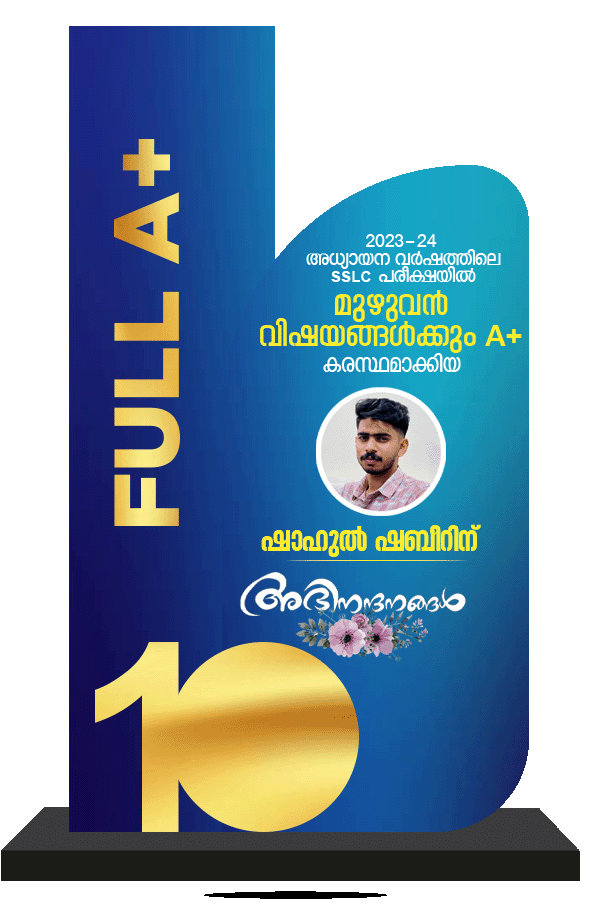 FULL A+
2023–24
അധ്യായന വർഷത്തിലെ
SSLC പരീക്ഷയിൽ
മുഴുവൻ
വിഷയങ്ങൾക്കും A+
കരസ്ഥമാക്കിയ
ഷാഹുൽ ഷബീറിന്
അഭിനന്ദനങ്ങൾ
10